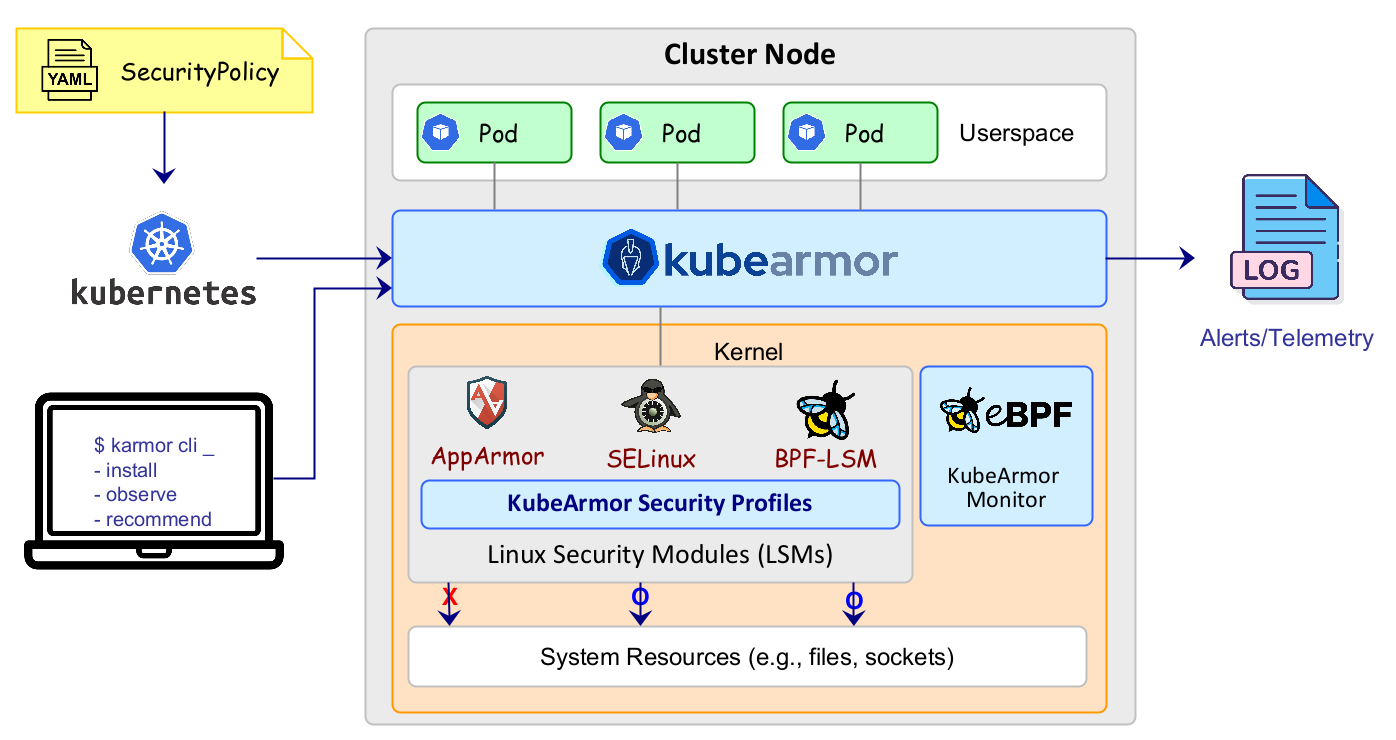 Cluster Node
YAML
SecurityPolicy
Pod
Pod
Pod
Userspace
kubernetes
kubearmor
LOG
Alerts/Telemetry
Kernel
$ karmor cli _
- install
- observe
- recommend
AppArmor
SELinux
BPF-LSM
eBPF
KubeArmor
Monitor
KubeArmor Security Profiles
Linux Security Modules (LSMs)
X
O
O
System Resources (e.g., files, sockets)